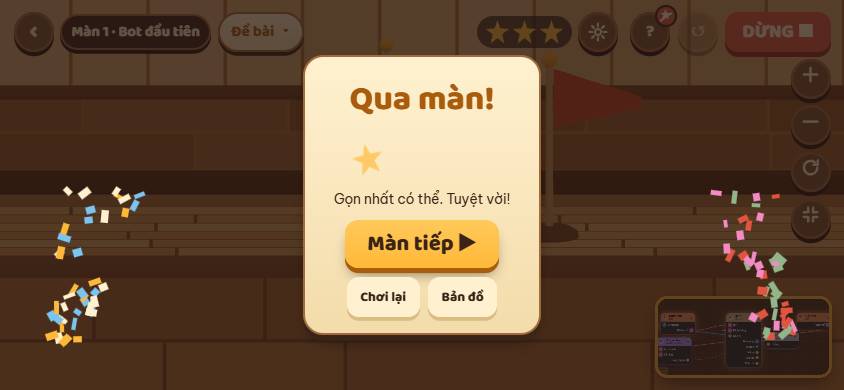 Màn 1 · Bot đầu tiên
Đề bài
?
DỪNG
Qua màn!
Gọn nhất có thể. Tuyệt vời!
Màn tiếp
Chơi lại
Bản đồ